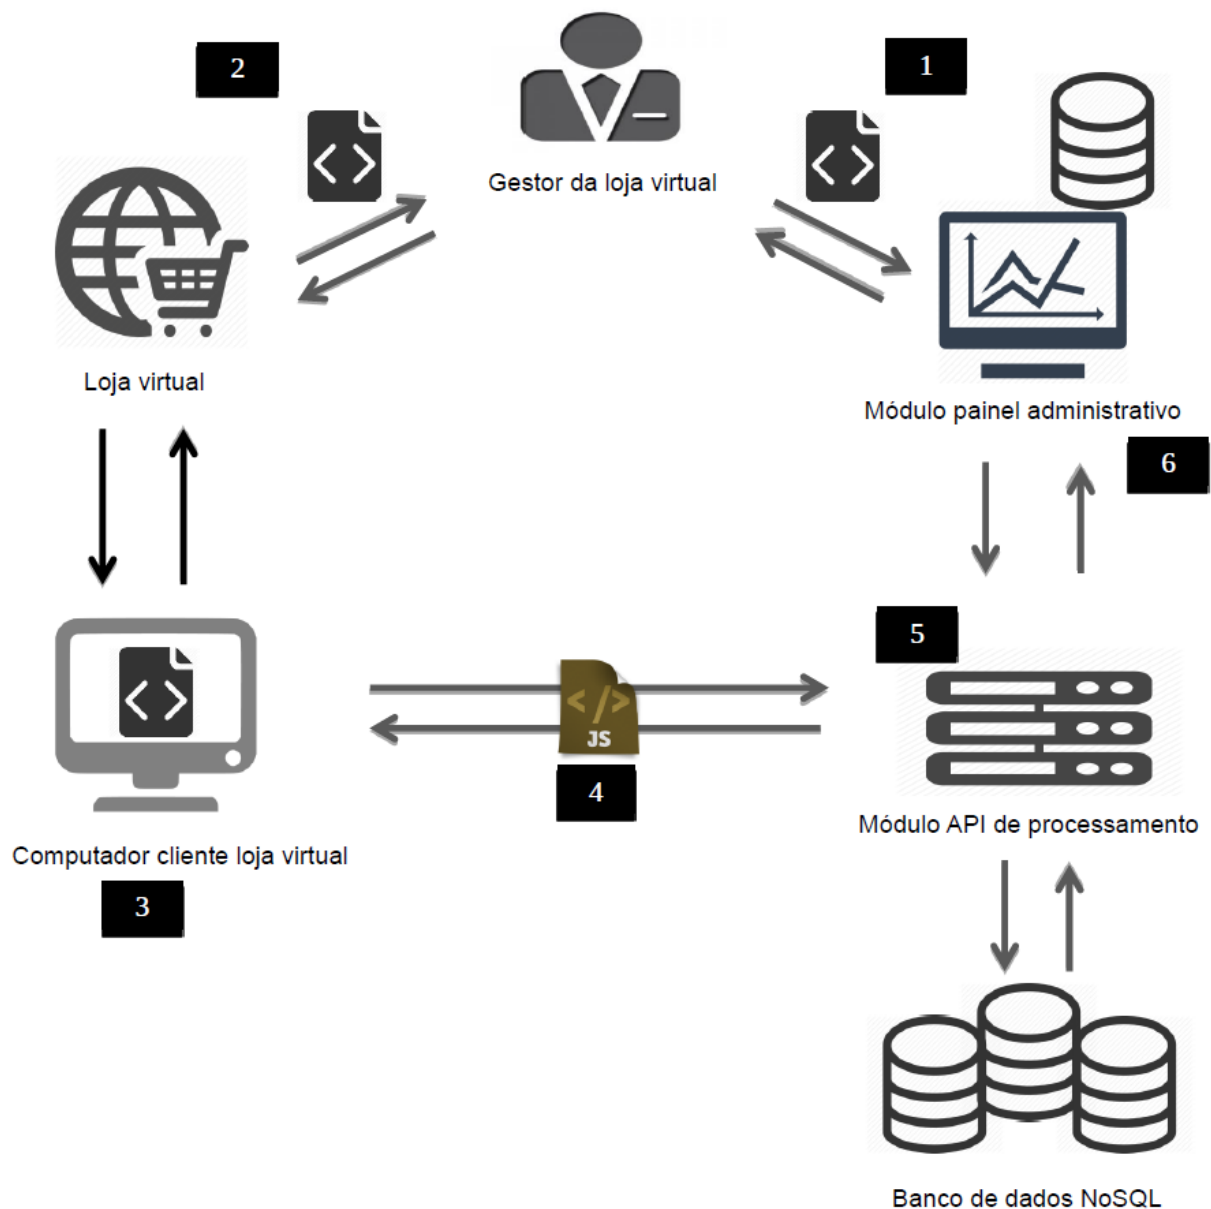 2
1
Gestor da loja virtual
Loja virtual
Módulo painel administrativo
6
5
</>
JS
4
Módulo API de processamento
Computador cliente loja virtual
3
Banco de dados NoSQL